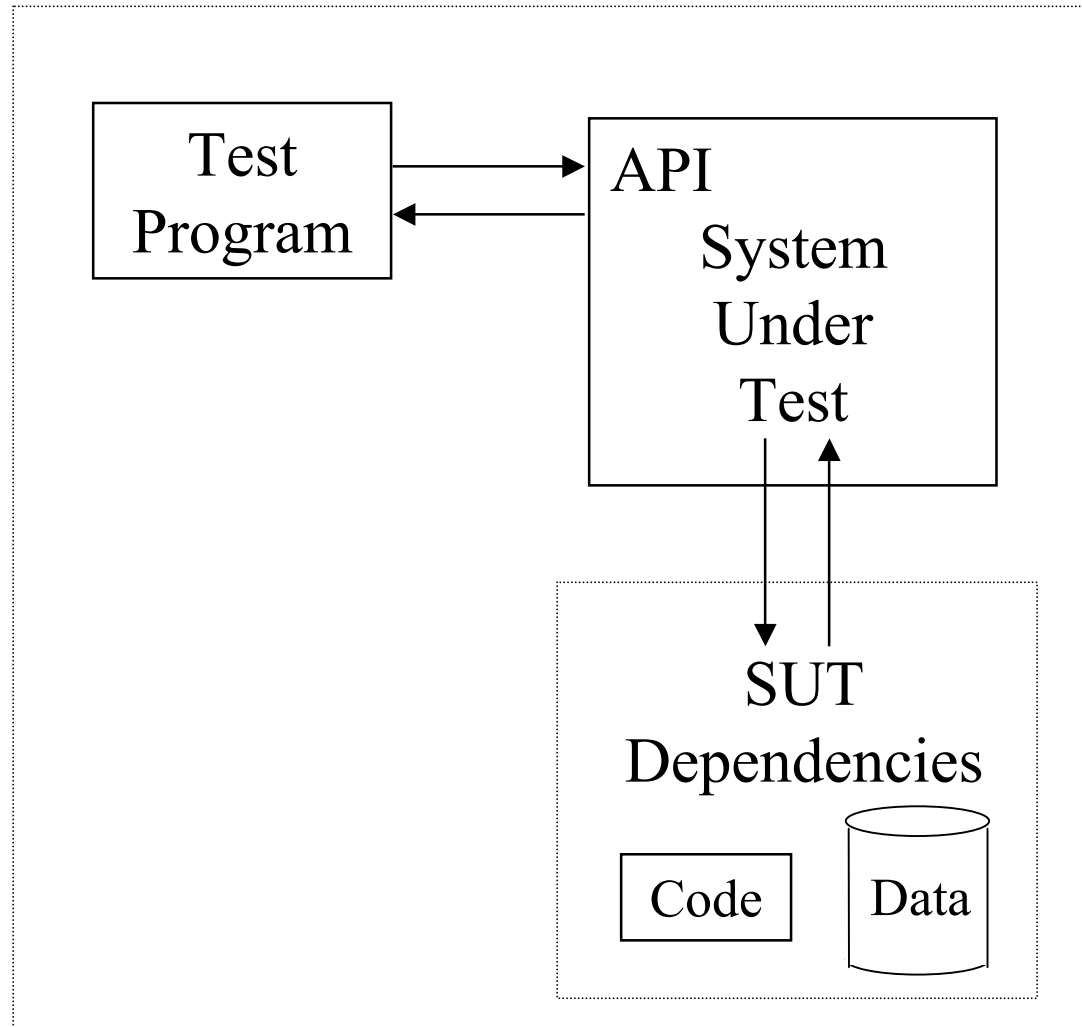 Test
Program
API
System
Under
Test
SUT
Dependencies
Code
Data